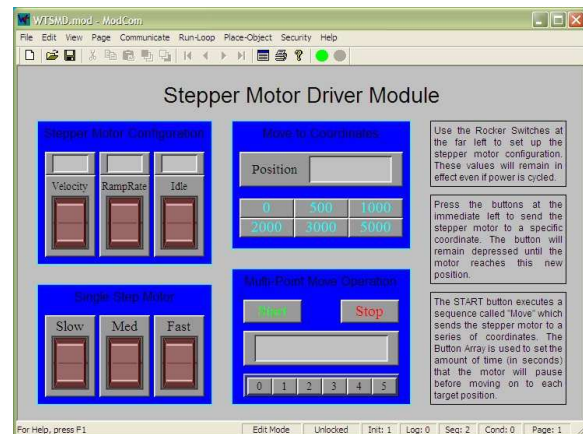 WTSMD.mod - ModCom
File Edit View Page Communicate Run-Loop Place-Object Security Help
Stepper Motor Driver Module
Stepper Motor Configuration
Velocity RampRate Idle
Single Step Motor
Slow Med Fast
Move to Coordinates
Position
0 500 1000
2000 3000 5000
Multi-Point Move Operation
Start Stop
0 1 2 3 4 5
Use the Rocker Switches at
the far left to set up the
stepper motor configuration.
These values will remain in
effect even if power is cycled.
Press the buttons at the
immediate left to send the
stepper motor to a specific
coordinate. The button will
remain depressed until the
motor reaches this new
position.
The START button executes a
sequence called "Move" which
sends the stepper motor to a
series of coordinates. The
Button Array is used to set the
amount of time (in seconds)
that the motor will pause
before moving on to each
target position.
For Help, press F1
Edit Mode Unlocked Init: 1 Log: 0 Seq: 2 Cond: 0 Page: 1